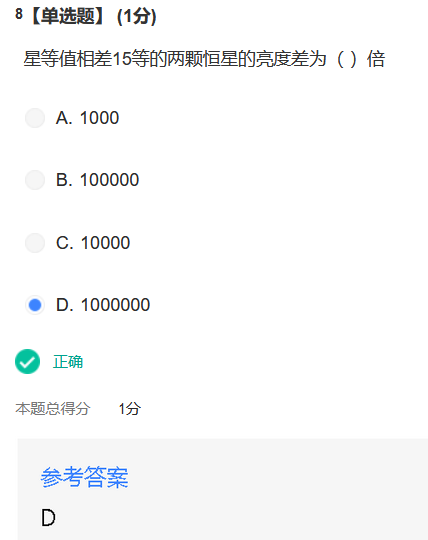 8【单选题】 (1分)
星等值相差15等的两颗恒星的亮度差为（ ）倍
A. 1000
B. 100000
C. 10000
D. 1000000
正确
本题总得分 1分
参考答案
D